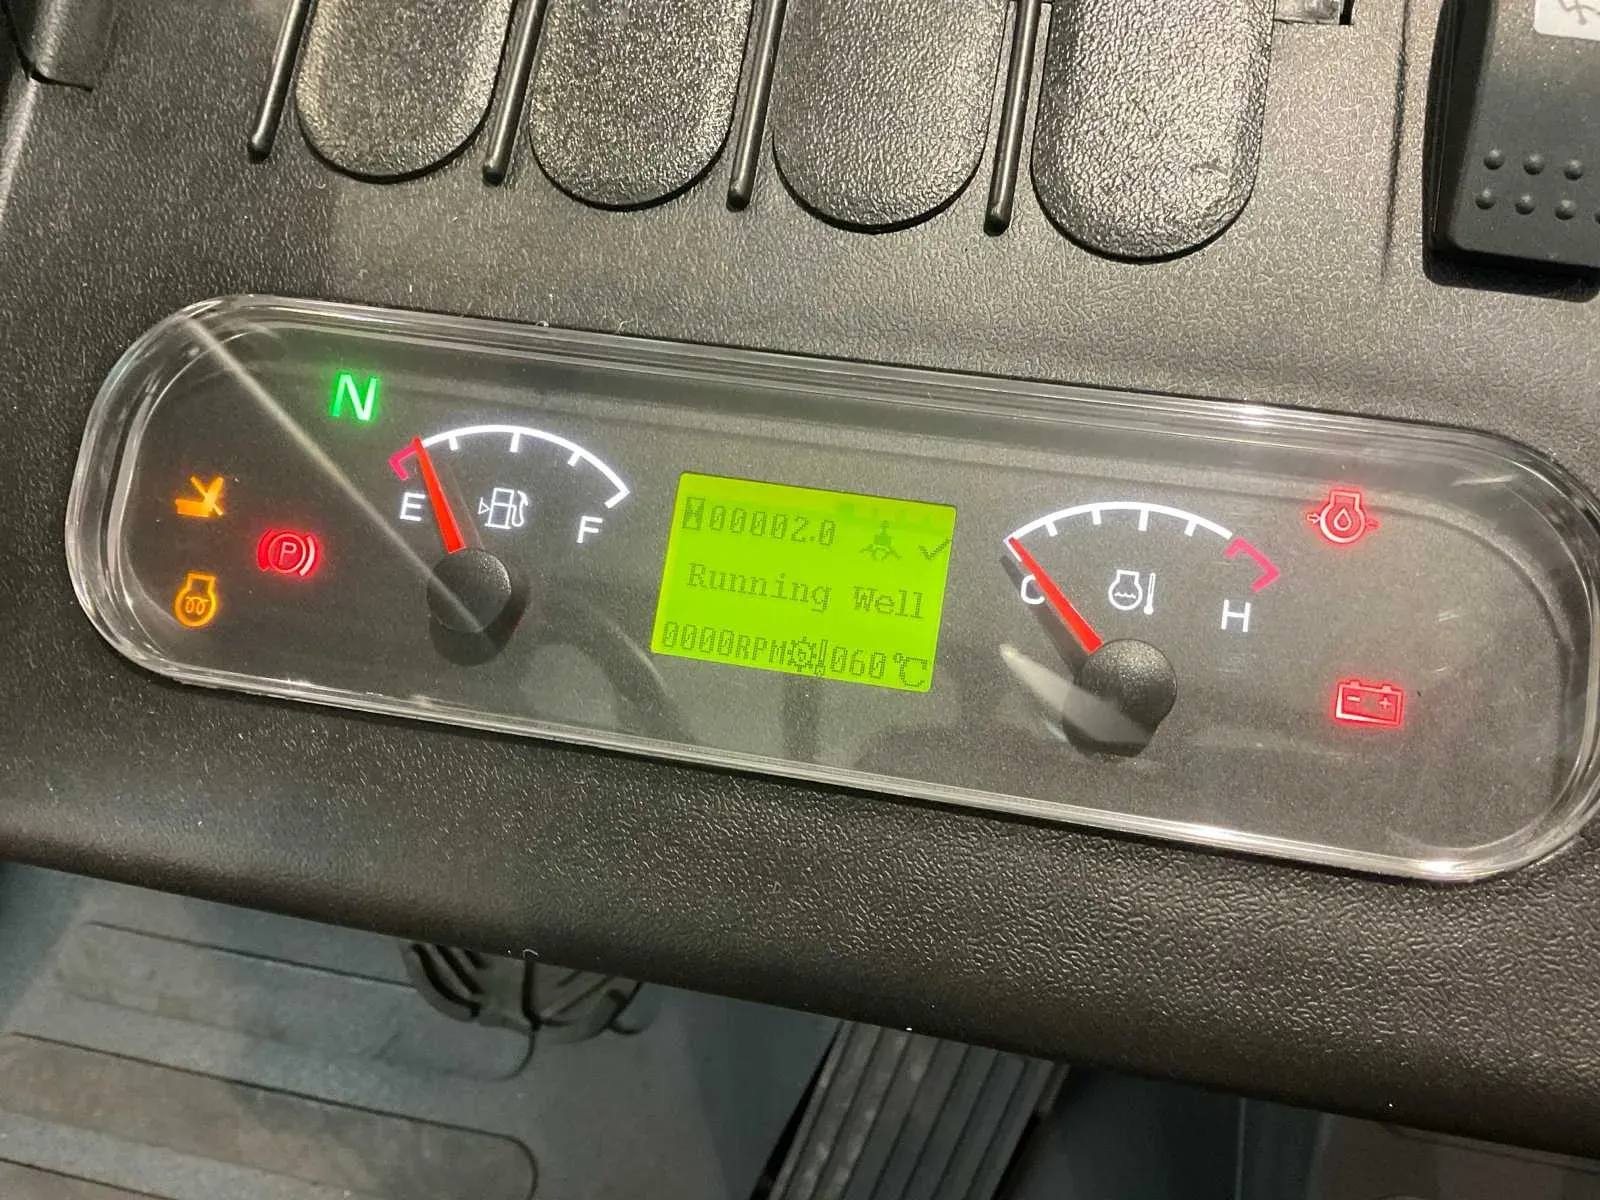 N
E
F
P
00002.0
Running Well
0000RPM 060℃
C
H